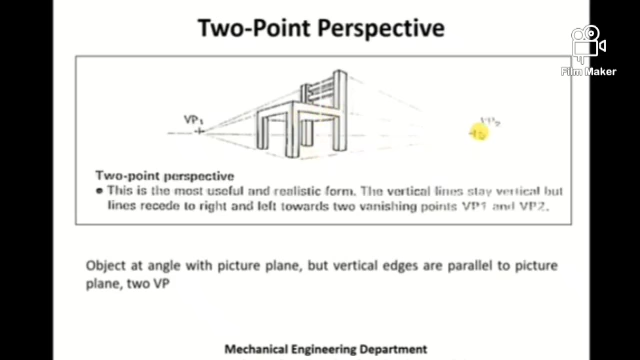 Two-Point Perspective
Film Maker
VP1
VP2
Two-point perspective
• This is the most useful and realistic form. The vertical lines stay vertical but
lines recede to right and left towards two vanishing points VP1 and VP2.
Object at angle with picture plane, but vertical edges are parallel to picture
plane, two VP
Mechanical Engineering Department